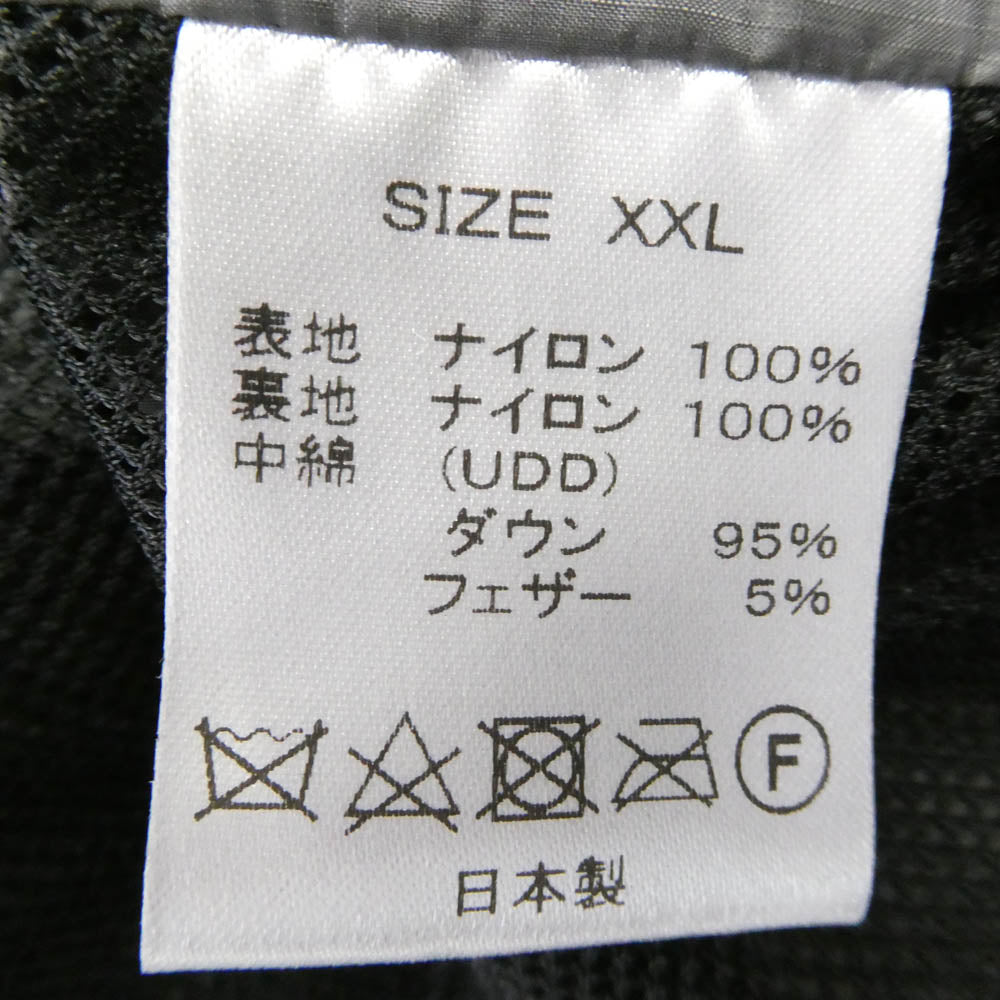 SIZE XXL
表地 ナイロン 100%
裏地 ナイロン 100%
中綿 (UDD)
ダウン 95%
フェザー 5%
F
日本製